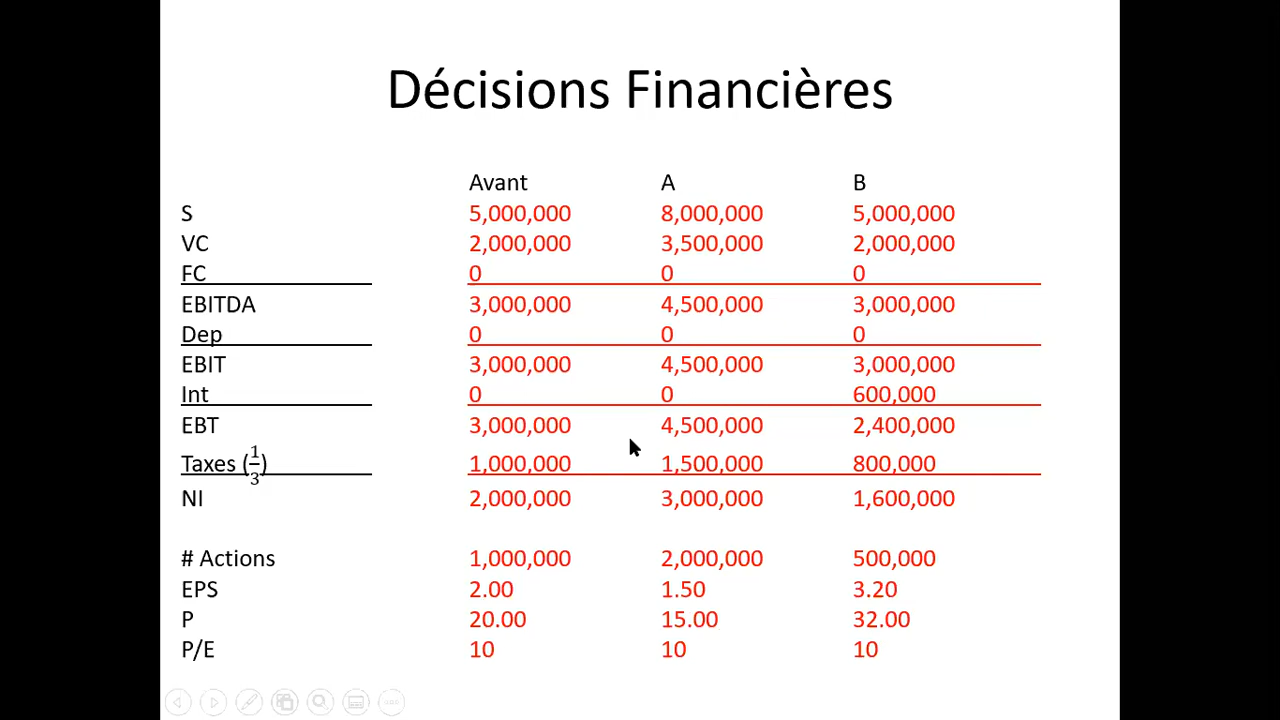 Décisions Financières
Avant A B
S 5,000,000 8,000,000 5,000,000
VC 2,000,000 3,500,000 2,000,000
FC 0 0 0
EBITDA 3,000,000 4,500,000 3,000,000
Dep 0 0 0
EBIT 3,000,000 4,500,000 3,000,000
Int 0 0 600,000
EBT 3,000,000 4,500,000 2,400,000
Taxes (1/3) 1,000,000 1,500,000 800,000
NI 2,000,000 3,000,000 1,600,000
# Actions 1,000,000 2,000,000 500,000
EPS 2.00 1.50 3.20
P 20.00 15.00 32.00
P/E 10 10 10